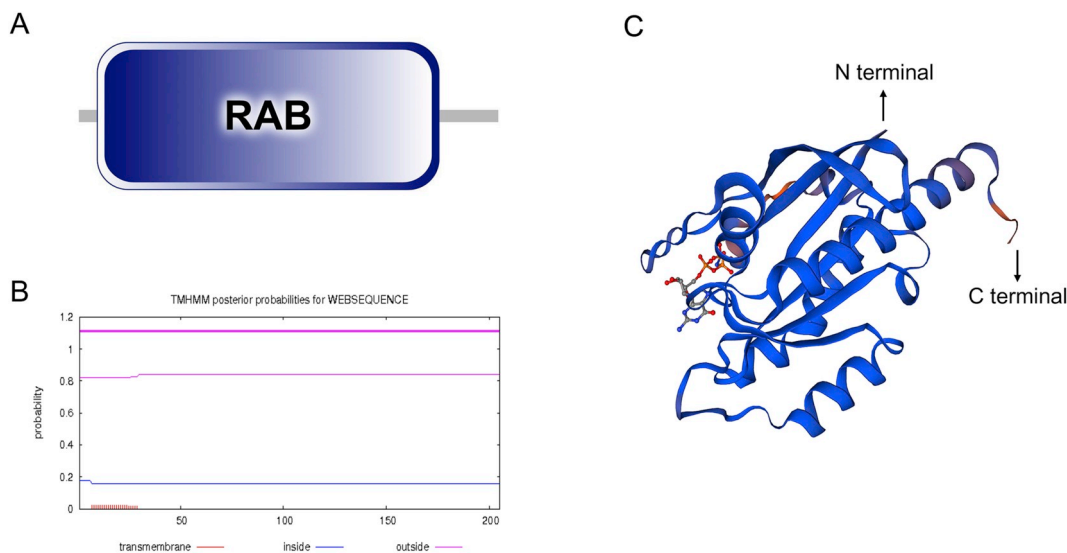 A
RAB
B
TMHMM posterior probabilities for WEBSEQUENCE
probability
1.2
1
0.8
0.6
0.4
0.2
0
50
100
150
200
transmembrane
inside
outside
C
N terminal
C terminal